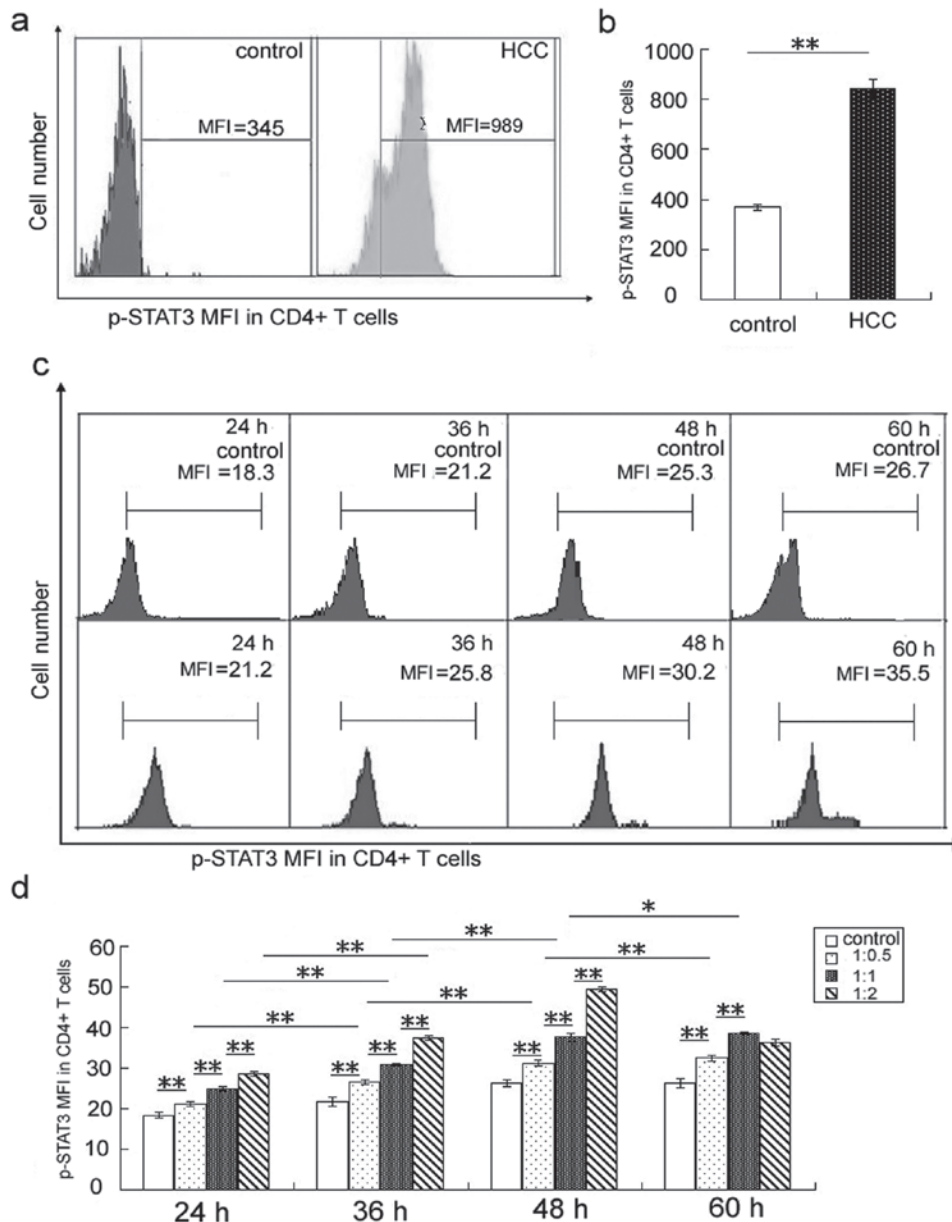 a
control
HCC
MFI=345
MFI=989
Cell number
p-STAT3 MFI in CD4+ T cells
b
**
1000
800
600
400
200
0
p-STAT3 MFI in CD4+ T cells
control
HCC
c
24 h
control
MFI =18.3
36 h
control
MFI =21.2
48 h
control
MFI =25.3
60 h
control
MFI =26.7
Cell number
24 h
MFI=21.2
36 h
MFI=25.8
48 h
MFI=30.2
60 h
MFI=35.5
p-STAT3 MFI in CD4+ T cells
d
*
**
**
**
**
**
**
60
50
40
30
20
10
0
p-STAT3 MFI in CD4+ T cells
** ** **
** ** **
** ** **
** **
24 h
36 h
48 h
60 h
control
1:0.5
1:1
1:2